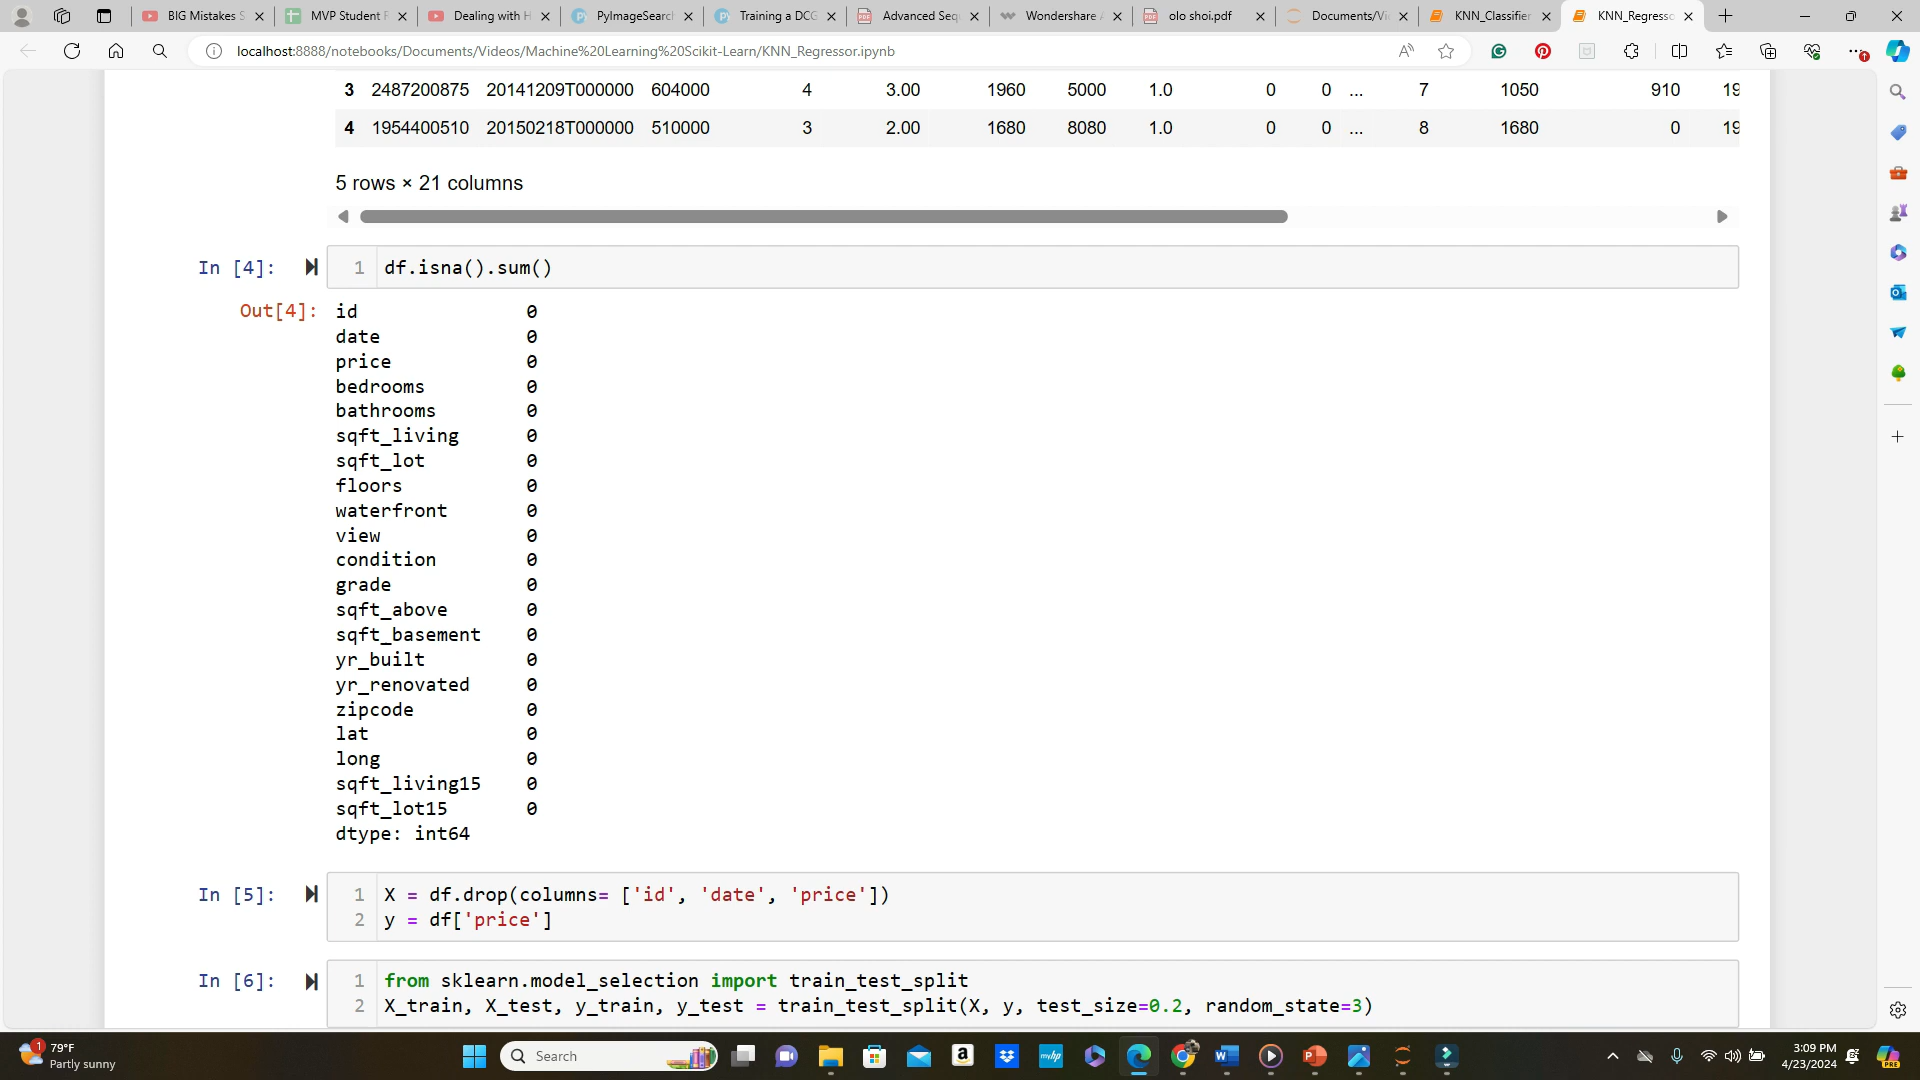 BIG Mistakes S
MVP Student F
Dealing with H
PyImageSearch
Training a DCG
Advanced Sequ
Wondershare
olo shoi.pdf
Documents/Vi
KNN_Classifier
KNN_Regresso
localhost:8888/notebooks/Documents/Videos/Machine%20Learning%20Scikit-Learn/KNN_Regressor.ipynb
3 2487200875 20141209T000000 604000 4 3.00 1960 5000 1.0 0 0 ... 7 1050 910 19
4 1954400510 20150218T000000 510000 3 2.00 1680 8080 1.0 0 0 ... 8 1680 0 19
5 rows × 21 columns
In [4]: 1 df.isna().sum()
Out[4]: id 0
date 0
price 0
bedrooms 0
bathrooms 0
sqft_living 0
sqft_lot 0
floors 0
waterfront 0
view 0
condition 0
grade 0
sqft_above 0
sqft_basement 0
yr_built 0
yr_renovated 0
zipcode 0
lat 0
long 0
sqft_living15 0
sqft_lot15 0
dtype: int64
In [5]: 1 X = df.drop(columns= ['id', 'date', 'price'])
2 y = df['price']
In [6]: 1 from sklearn.model_selection import train_test_split
2 X_train, X_test, y_train, y_test = train_test_split(X, y, test_size=0.2, random_state=3)
1 79°F
Partly sunny
Search
3:09 PM
4/23/2024